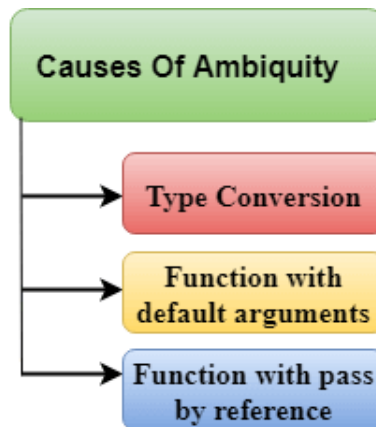 Causes Of Ambiquity
Type Conversion
Function with
default arguments
Function with pass
by reference